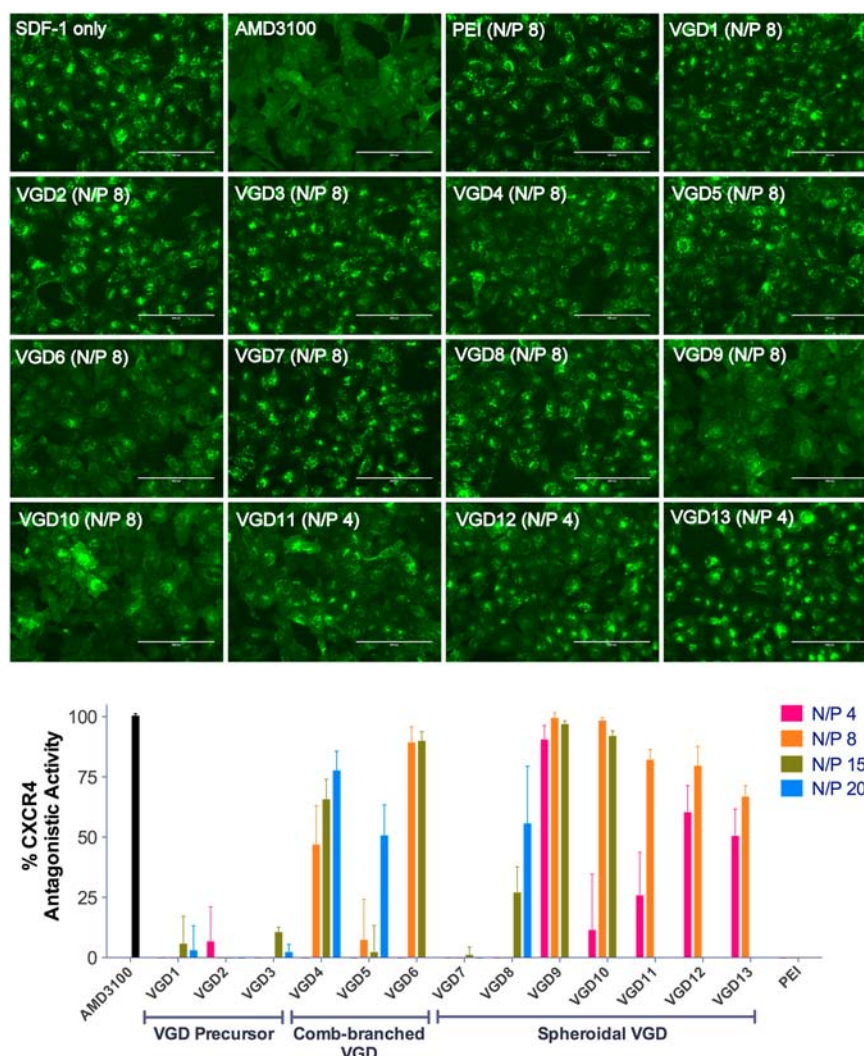 SDF-1 only
AMD3100
PEI (N/P 8)
VGD1 (N/P 8)
VGD2 (N/P 8)
VGD3 (N/P 8)
VGD4 (N/P 8)
VGD5 (N/P 8)
VGD6 (N/P 8)
VGD7 (N/P 8)
VGD8 (N/P 8)
VGD9 (N/P 8)
VGD10 (N/P 8)
VGD11 (N/P 4)
VGD12 (N/P 4)
VGD13 (N/P 4)
% CXCR4
Antagonistic Activity
100
75
50
25
0
N/P 4
N/P 8
N/P 15
N/P 20
AMD3100
VGD1
VGD2
VGD3
VGD4
VGD5
VGD6
VGD7
VGD8
VGD9
VGD10
VGD11
VGD12
VGD13
PEI
VGD Precursor
Comb-branched
VGD
Spheroidal VGD